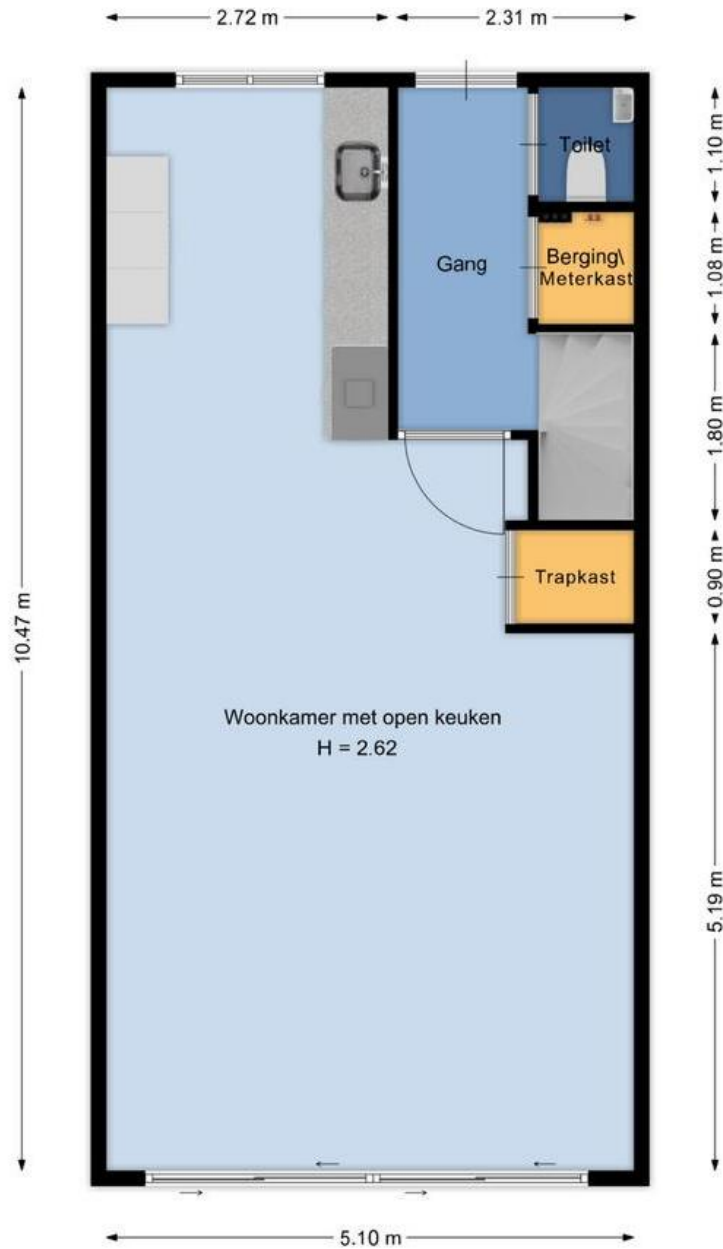 2.72 m
2.31 m
Toilet
1.10 m
Gang
Berging\
Meterkast
1.08 m
1.80 m
Trapkast
0.90 m
10.47 m
Woonkamer met open keuken
H = 2.62
5.19 m
5.10 m